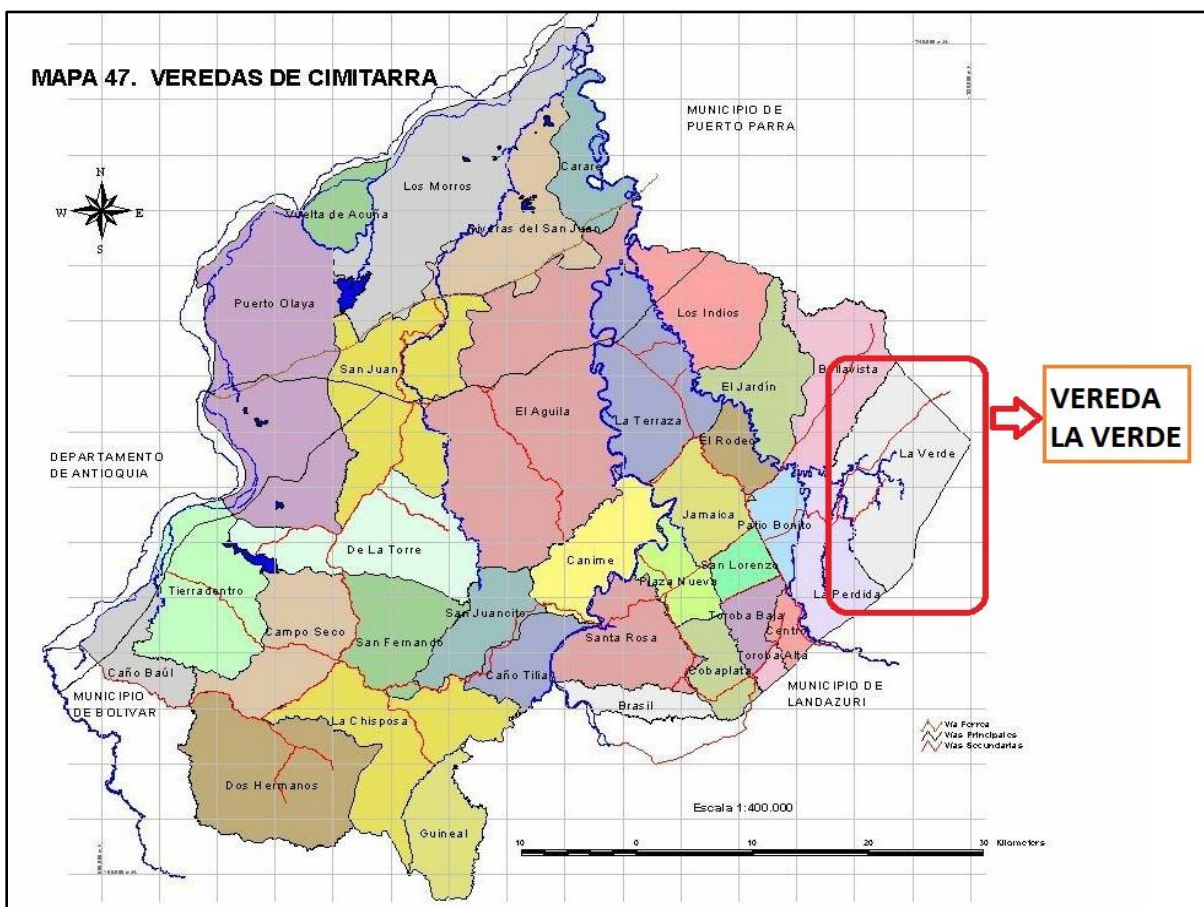 MAPA 47. VEREDAS DE CIMITARRA
MUNICIPIO DE
PUERTO PARRA
N
W E
S
Carare
Los Morros
Vuelta de Acuña
Riveras del San Juan
Puerto Olaya
Los Indios
San Juan
Bellavista
El Jardín
El Aguila
La Terraza
El Rodeo
La Verde
VEREDA
LA VERDE
DEPARTAMENTO
DE ANTIOQUIA
Jamaica
Patio Bonito
De La Torre
Canime
San Lorenzo
Plaza Nueva
Tierradentro
La Perdida
San Juancito
Toroba Baja
Campo Seco
Centro
San Fernando
Santa Rosa
Toroba Alta
Caño Baúl
Caño Tilia
Cobaplata
MUNICIPIO
DE BOLIVAR
MUNICIPIO DE
LANDAZURI
Brasil
La Chisposa
Vía Ferrea
Vías Principales
Vías Secundarias
Dos Hermanos
Escala 1:400.000
Guineal
10 0 10 20 30 Kilometers